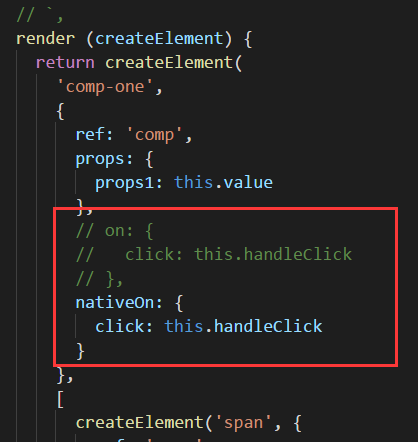 // `,
render (createElement) {
return createElement(
'comp-one',
{
ref: 'comp',
props: {
props1: this.value
},
// on: {
//   click: this.handleClick
// },
nativeOn: {
click: this.handleClick
}
},
[
createElement('span', {